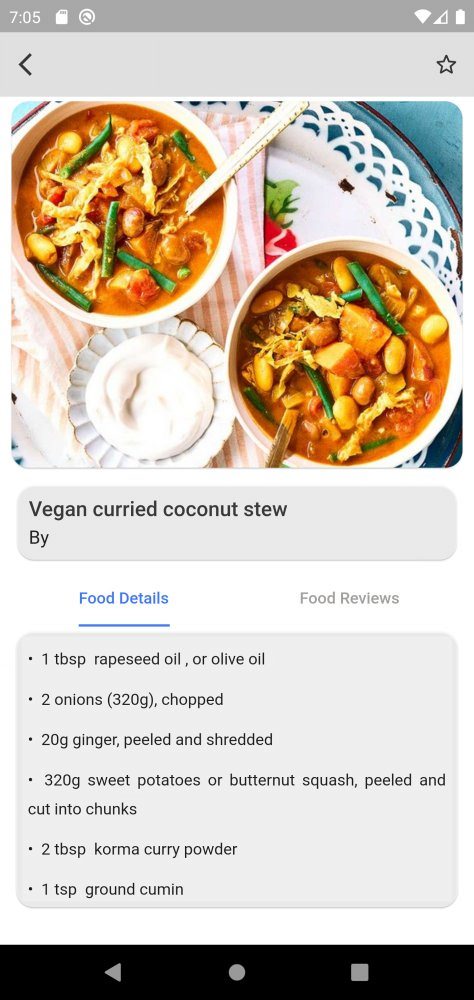 7:05
Vegan curried coconut stew
By
Food Details
Food Reviews
• 1 tbsp  rapeseed oil , or olive oil
• 2 onions (320g), chopped
• 20g ginger, peeled and shredded
• 320g sweet potatoes or butternut squash, peeled and
cut into chunks
• 2 tbsp  korma curry powder
• 1 tsp  ground cumin